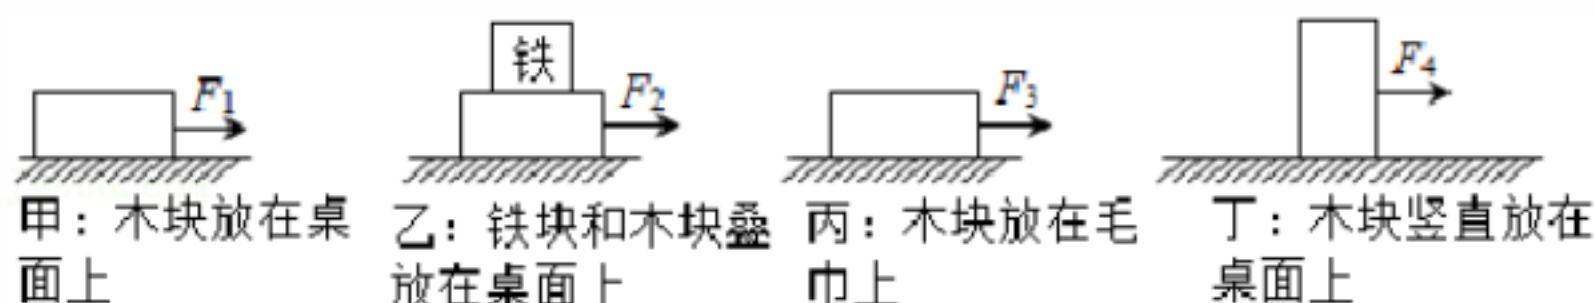 铁
F1
F2
F3
F4
甲：木块放在桌
面上
乙：铁块和木块叠
放在桌面上
丙：木块放在毛
巾上
丁：木块竖直放在
桌面上